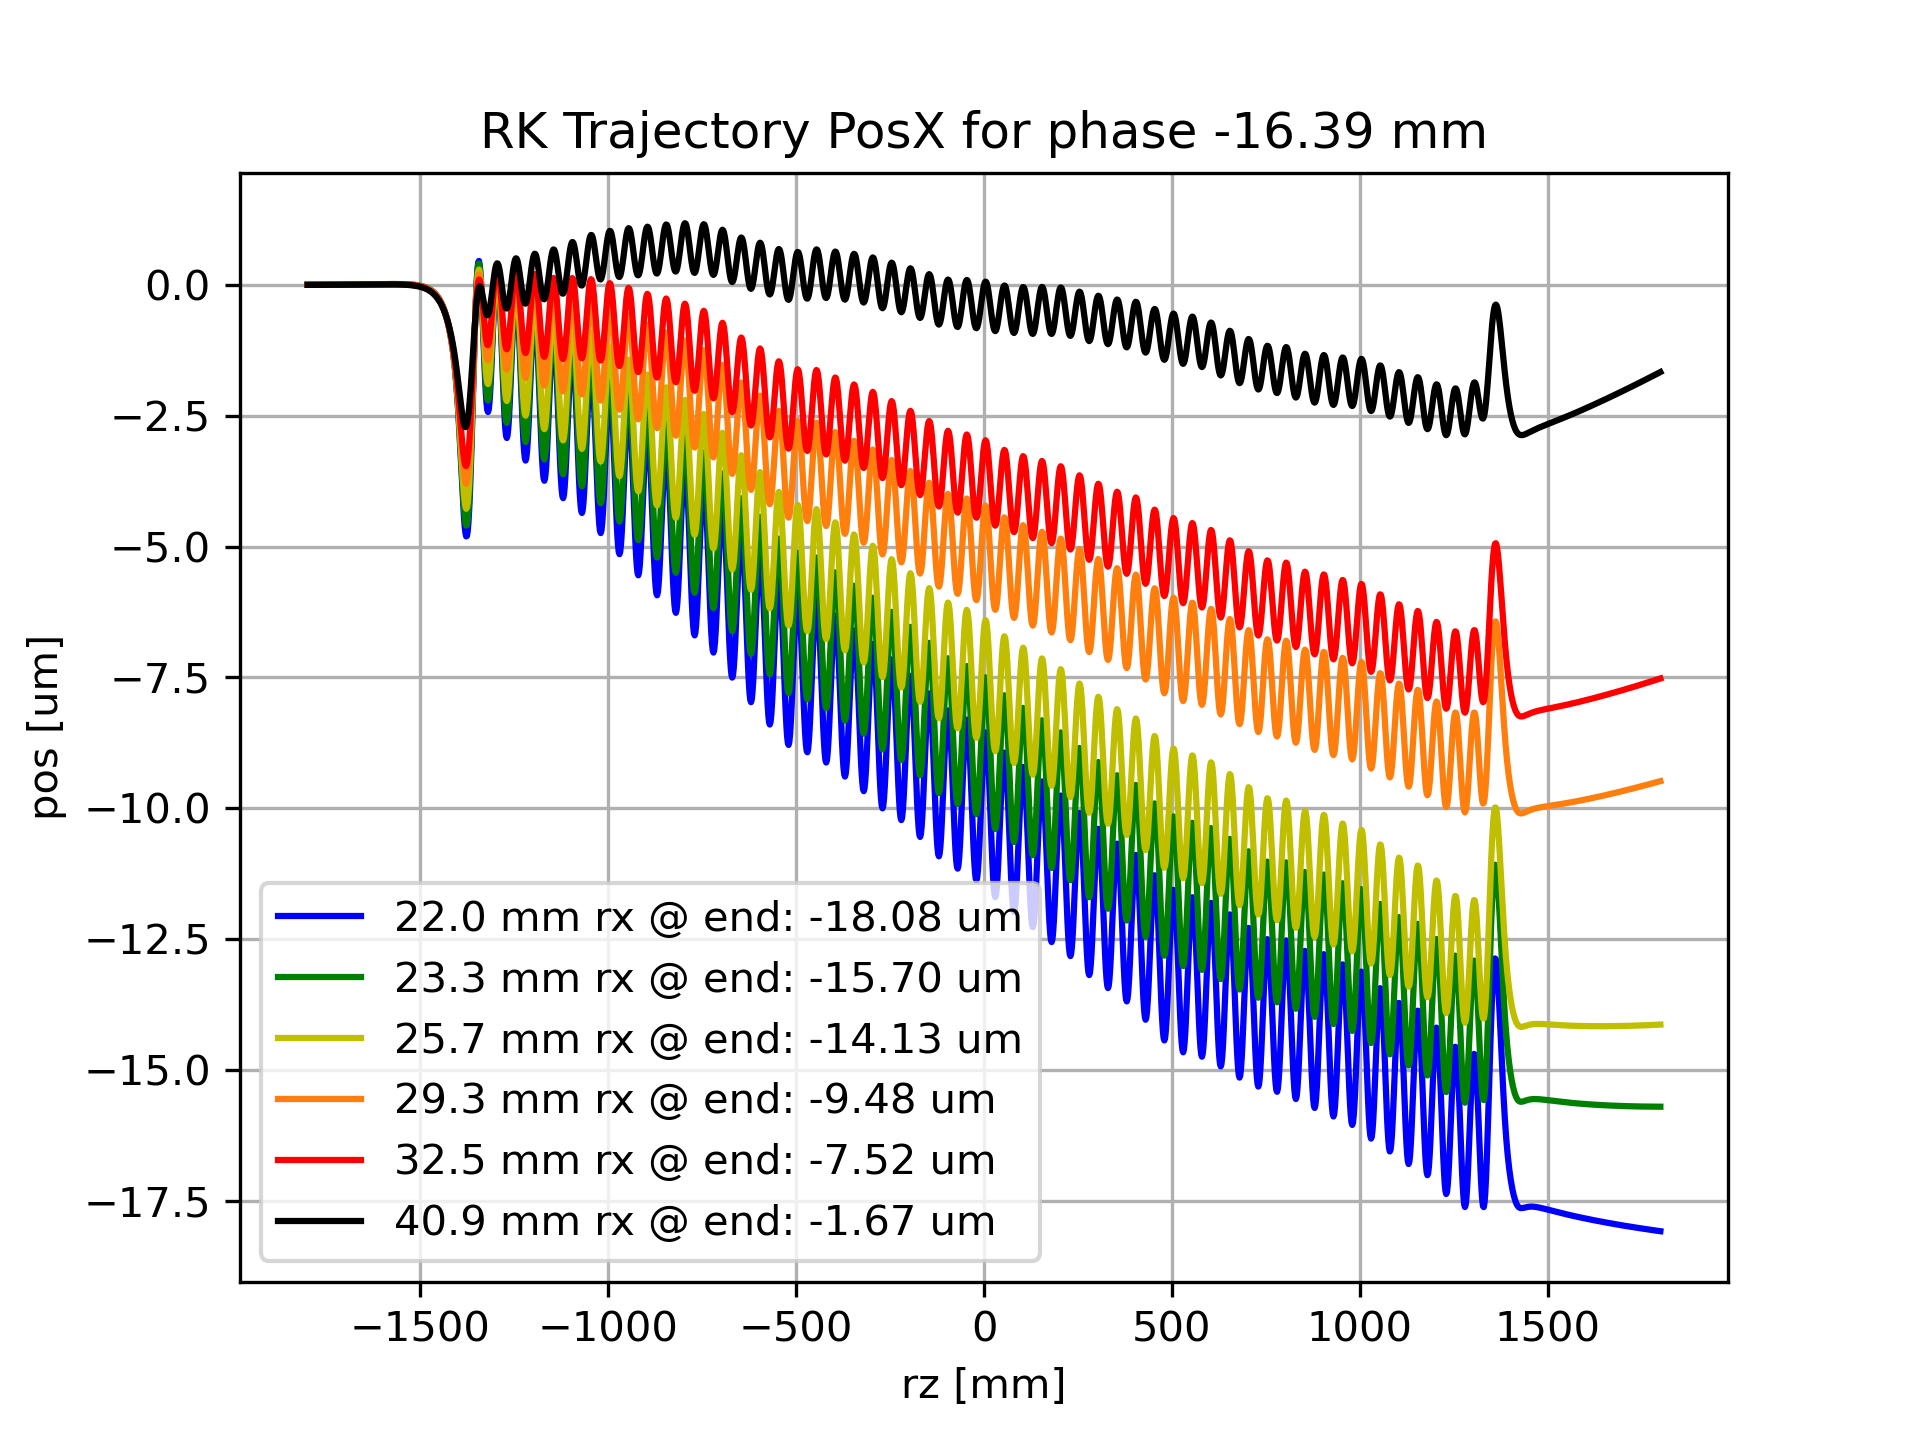 RK Trajectory PosX for phase -16.39 mm
pos [um]
0.0
−2.5
−5.0
−7.5
−10.0
−12.5
−15.0
−17.5
22.0 mm rx @ end: -18.08 um
23.3 mm rx @ end: -15.70 um
25.7 mm rx @ end: -14.13 um
29.3 mm rx @ end: -9.48 um
32.5 mm rx @ end: -7.52 um
40.9 mm rx @ end: -1.67 um
−1500 −1000 −500 0 500 1000 1500
rz [mm]